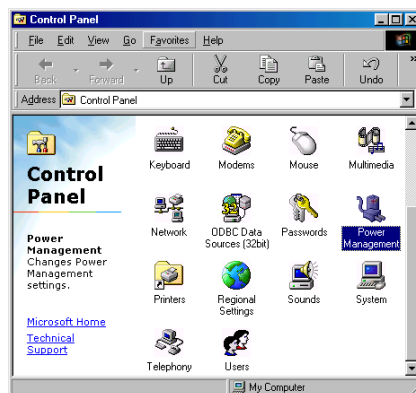 Control Panel
File Edit View Go Favorites Help
Back Forward Up Cut Copy Paste Undo »
Address Control Panel
Control
Panel
Power
Management
Changes Power
Management
settings.
Microsoft Home
Technical
Support
Keyboard Modems Mouse Multimedia
Network ODBC Data Passwords Power
Sources (32bit) Management
Printers Regional Sounds System
Settings
Telephony Users
My Computer